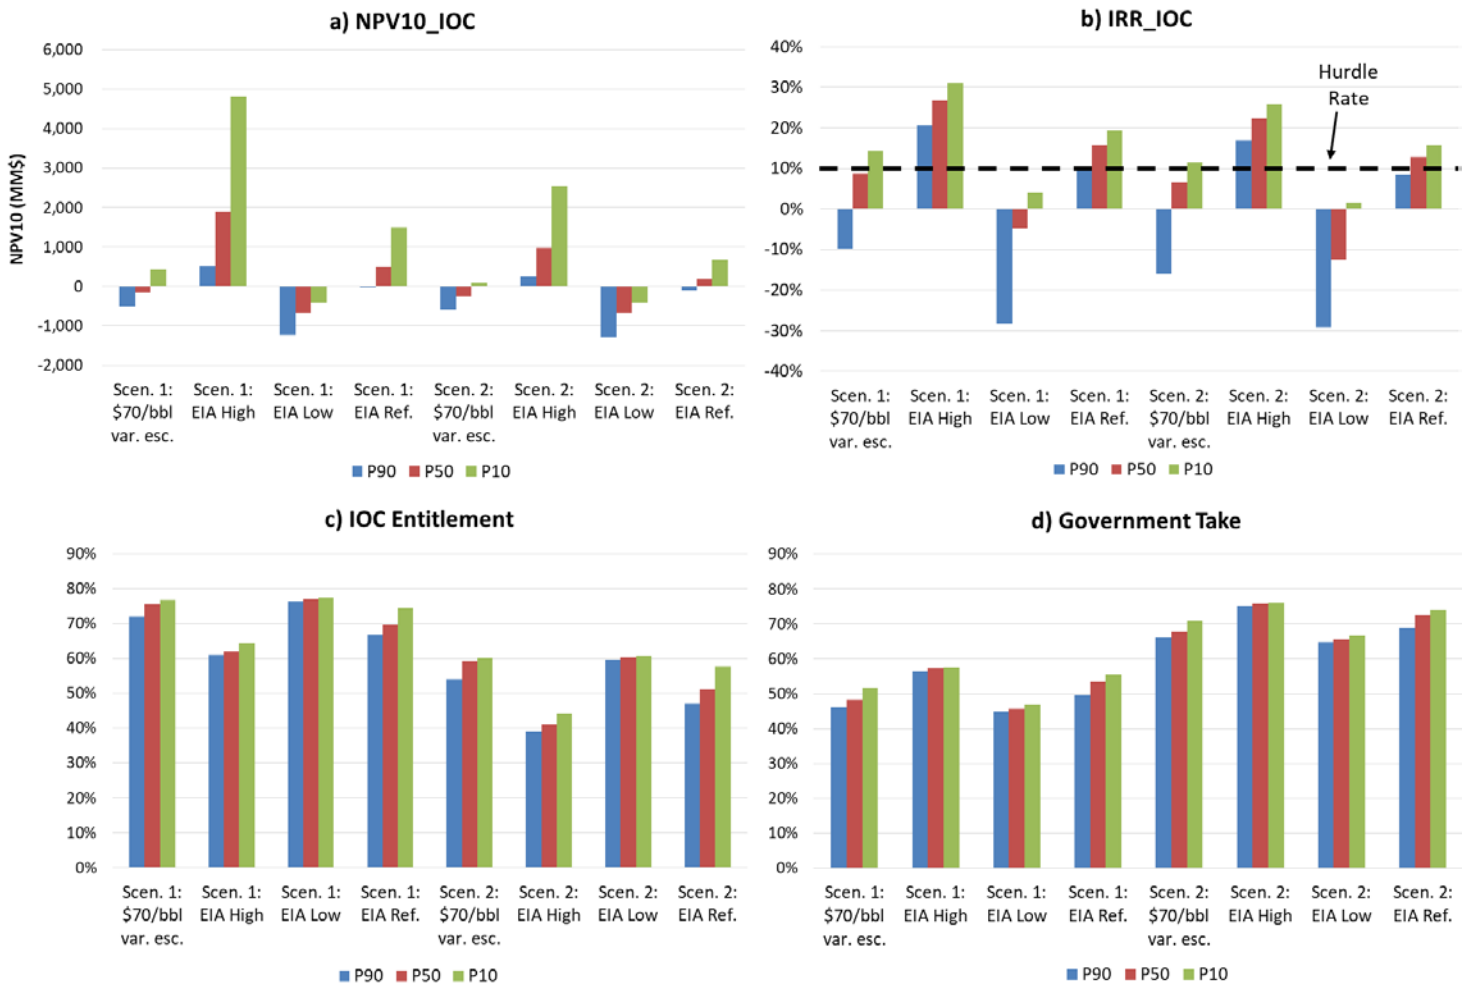 a) NPV10_IOC
6,000
5,000
4,000
3,000
2,000
1,000
0
-1,000
-2,000
NPV10 (MM$)
Scen. 1: Scen. 1: Scen. 1: Scen. 1: Scen. 2: Scen. 2: Scen. 2: Scen. 2:
$70/bbl EIA High EIA Low EIA Ref. $70/bbl EIA High EIA Low EIA Ref.
var. esc. var. esc.
P90 P50 P10
b) IRR_IOC
40%
30%
20%
10%
0%
-10%
-20%
-30%
-40%
Hurdle
Rate
Scen. 1: Scen. 1: Scen. 1: Scen. 1: Scen. 2: Scen. 2: Scen. 2: Scen. 2:
$70/bbl EIA High EIA Low EIA Ref. $70/bbl EIA High EIA Low EIA Ref.
var. esc. var. esc.
P90 P50 P10
c) IOC Entitlement
90%
80%
70%
60%
50%
40%
30%
20%
10%
0%
Scen. 1: Scen. 1: Scen. 1: Scen. 1: Scen. 2: Scen. 2: Scen. 2: Scen. 2:
$70/bbl EIA High EIA Low EIA Ref. $70/bbl EIA High EIA Low EIA Ref.
var. esc. var. esc.
P90 P50 P10
d) Government Take
90%
80%
70%
60%
50%
40%
30%
20%
10%
0%
Scen. 1: Scen. 1: Scen. 1: Scen. 1: Scen. 2: Scen. 2: Scen. 2: Scen. 2:
$70/bbl EIA High EIA Low EIA Ref. $70/bbl EIA High EIA Low EIA Ref.
var. esc. var. esc.
P90 P50 P10